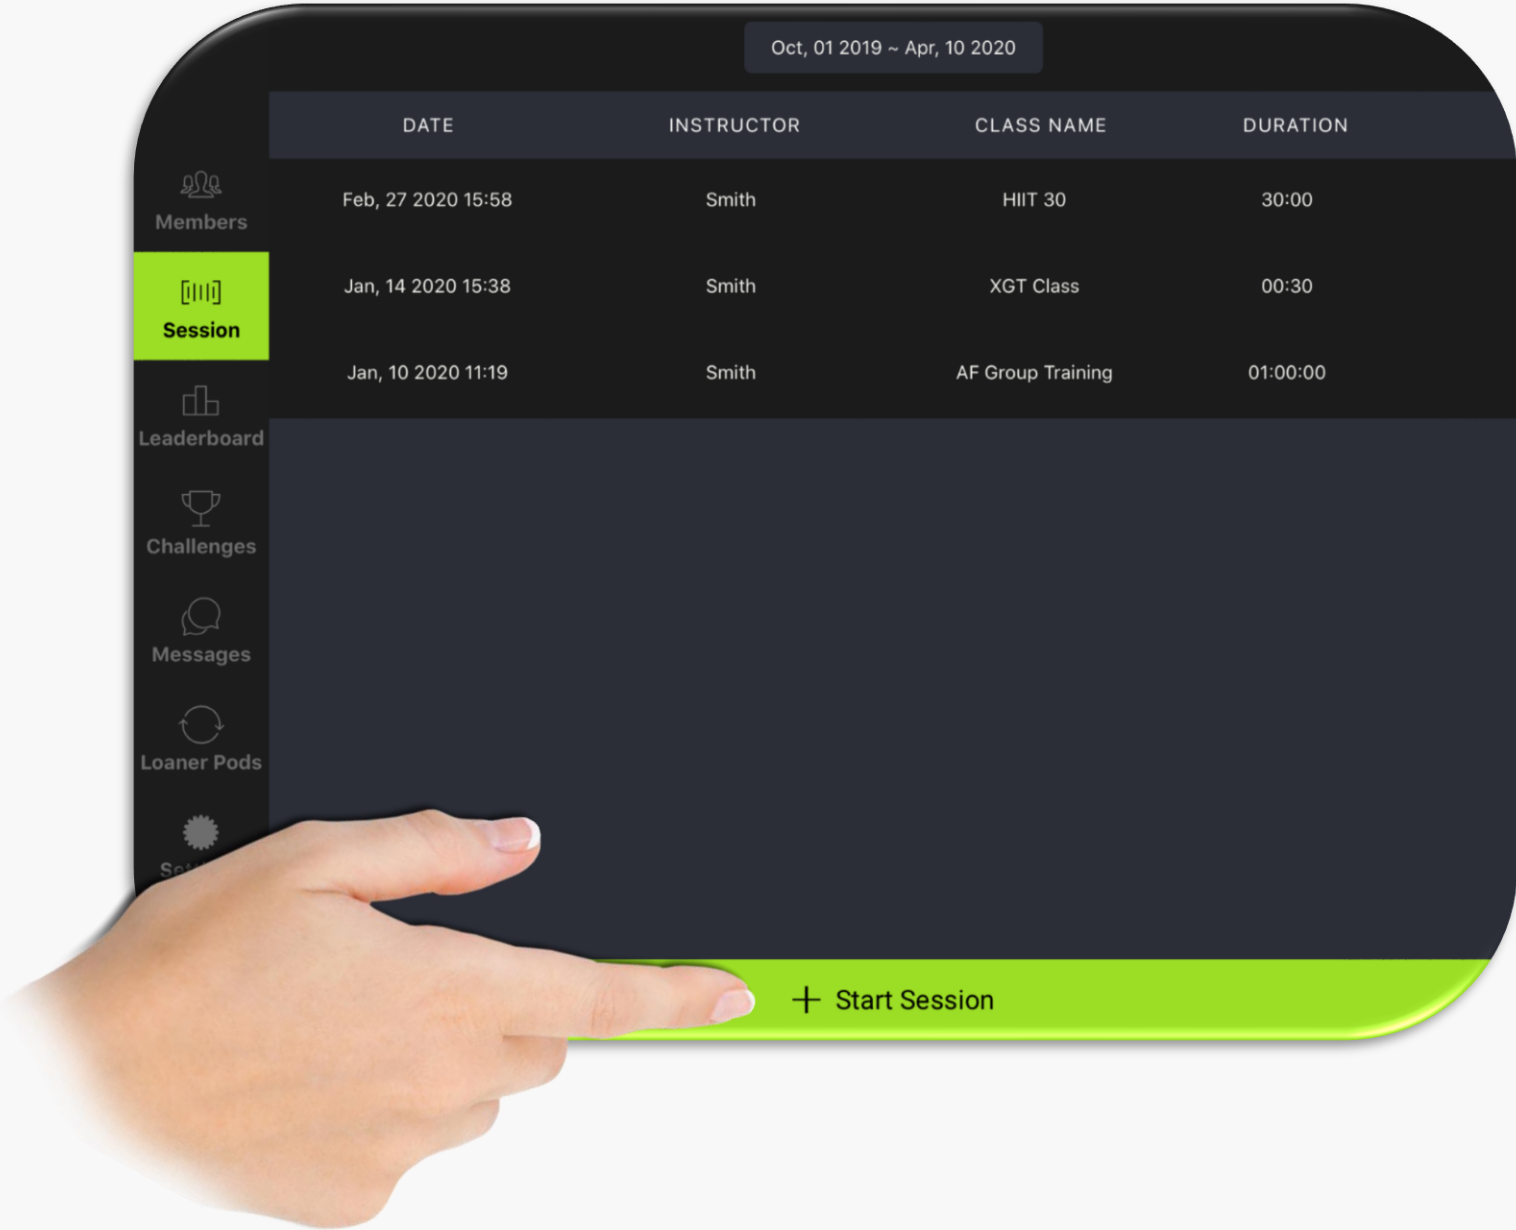 Oct, 01 2019 ~ Apr, 10 2020
DATE INSTRUCTOR CLASS NAME DURATION
Feb, 27 2020 15:58 Smith HIIT 30 30:00
Jan, 14 2020 15:38 Smith XGT Class 00:30
Jan, 10 2020 11:19 Smith AF Group Training 01:00:00
Members
Session
Leaderboard
Challenges
Messages
Loaner Pods
+ Start Session